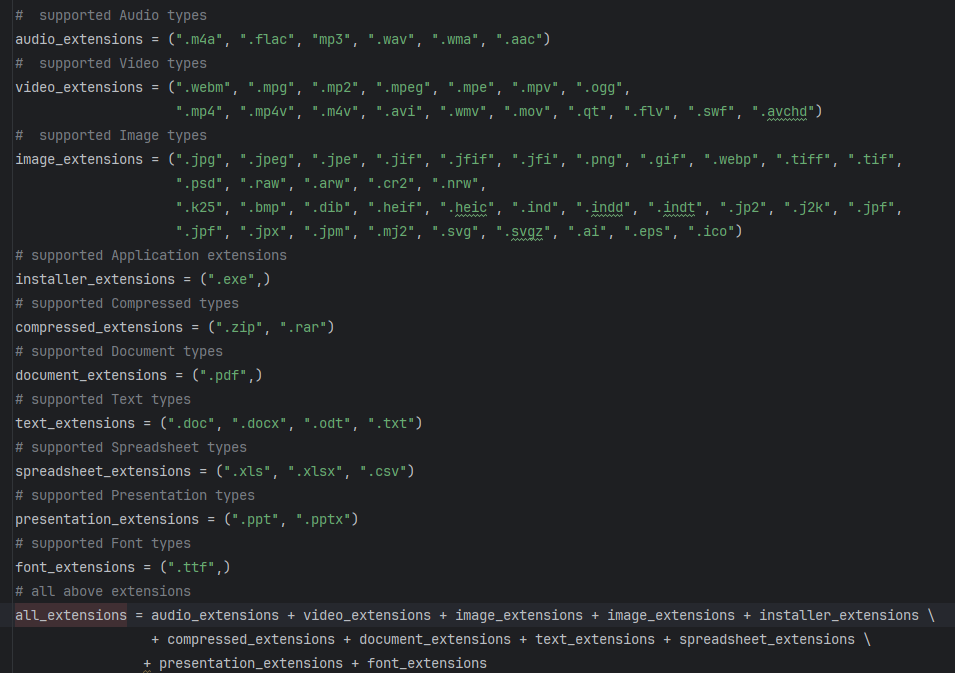 #  supported Audio types
audio_extensions = (".m4a", ".flac", "mp3", ".wav", ".wma", ".aac")
#  supported Video types
video_extensions = (".webm", ".mpg", ".mp2", ".mpeg", ".mpe", ".mpv", ".ogg",
                    ".mp4", ".mp4v", ".m4v", ".avi", ".wmv", ".mov", ".qt", ".flv", ".swf", ".avchd")
#  supported Image types
image_extensions = (".jpg", ".jpeg", ".jpe", ".jif", ".jfif", ".jfi", ".png", ".gif", ".webp", ".tiff", ".tif",
                    ".psd", ".raw", ".arw", ".cr2", ".nrw",
                    ".k25", ".bmp", ".dib", ".heif", ".heic", ".ind", ".indd", ".indt", ".jp2", ".j2k", ".jpf",
                    ".jpf", ".jpx", ".jpm", ".mj2", ".svg", ".svgz", ".ai", ".eps", ".ico")
# supported Application extensions
installer_extensions = (".exe",)
# supported Compressed types
compressed_extensions = (".zip", ".rar")
# supported Document types
document_extensions = (".pdf",)
# supported Text types
text_extensions = (".doc", ".docx", ".odt", ".txt")
# supported Spreadsheet types
spreadsheet_extensions = (".xls", ".xlsx", ".csv")
# supported Presentation types
presentation_extensions = (".ppt", ".pptx")
# supported Font types
font_extensions = (".ttf",)
# all above extensions
all_extensions = audio_extensions + video_extensions + image_extensions + image_extensions + installer_extensions \
                 + compressed_extensions + document_extensions + text_extensions + spreadsheet_extensions \
                + presentation_extensions + font_extensions